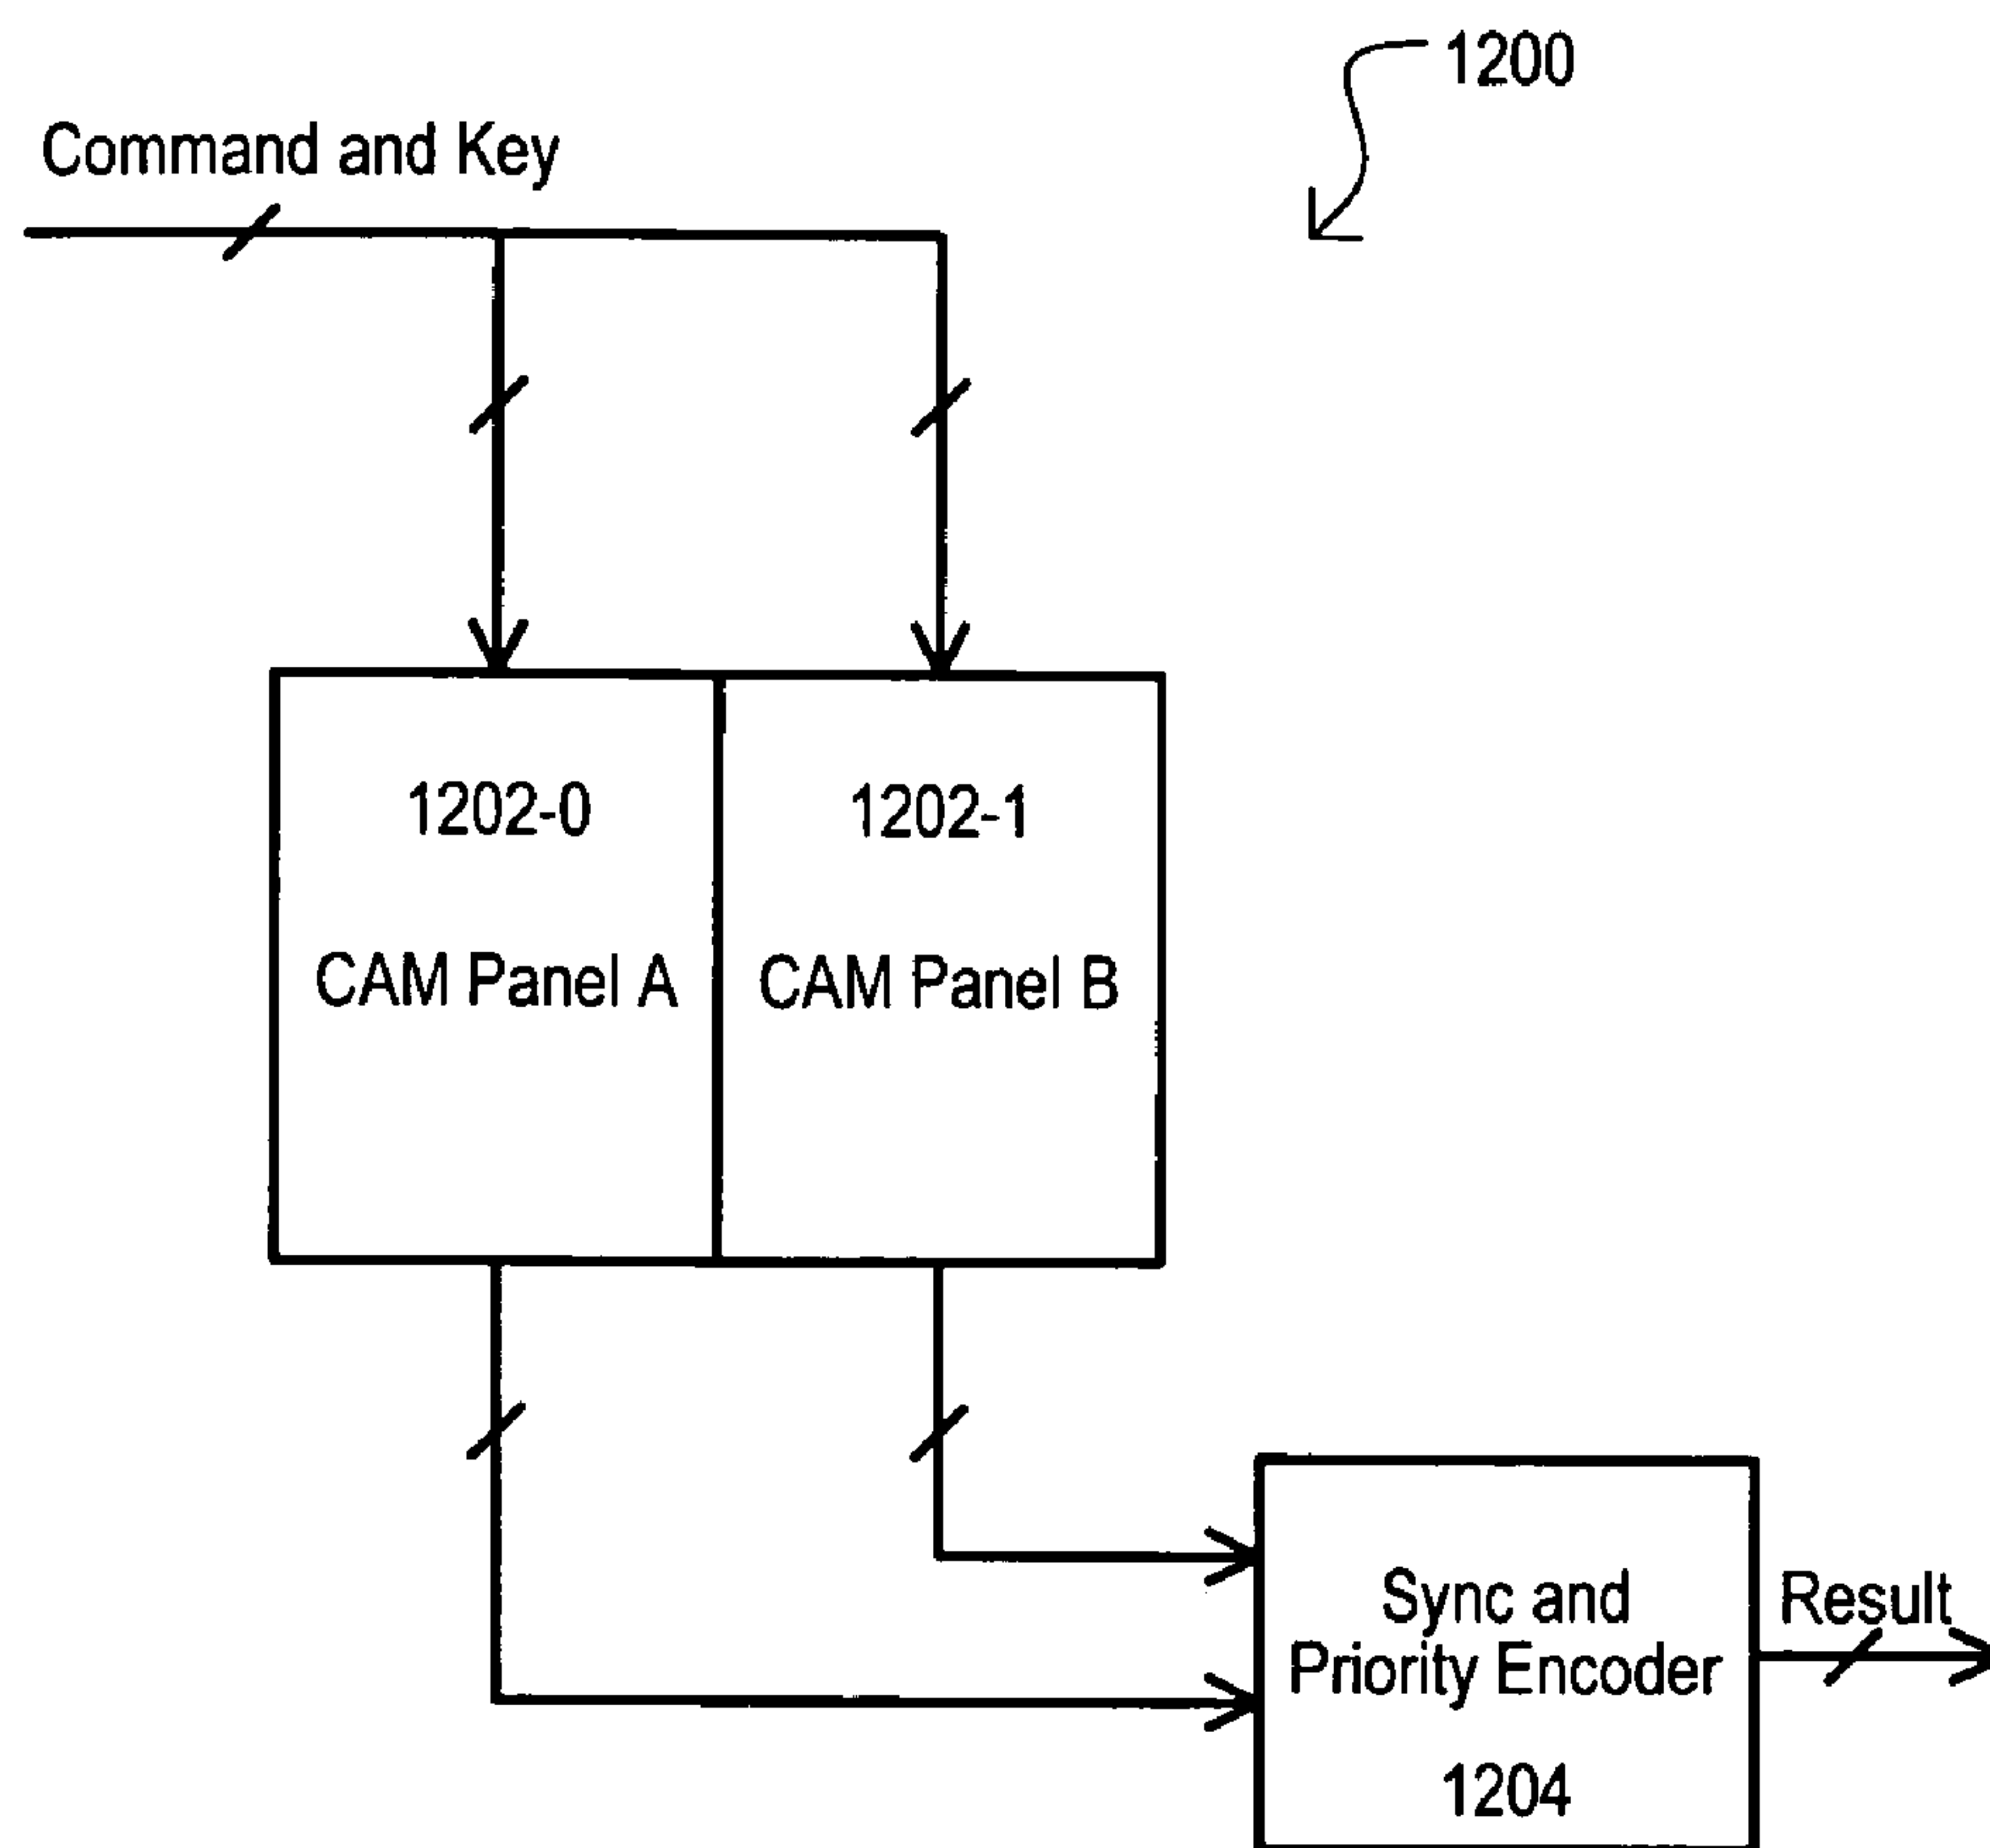 1200
Command and Key
1202-0
CAM Panel A
1202-1
CAM Panel B
Sync and
Priority Encoder
1204
Result